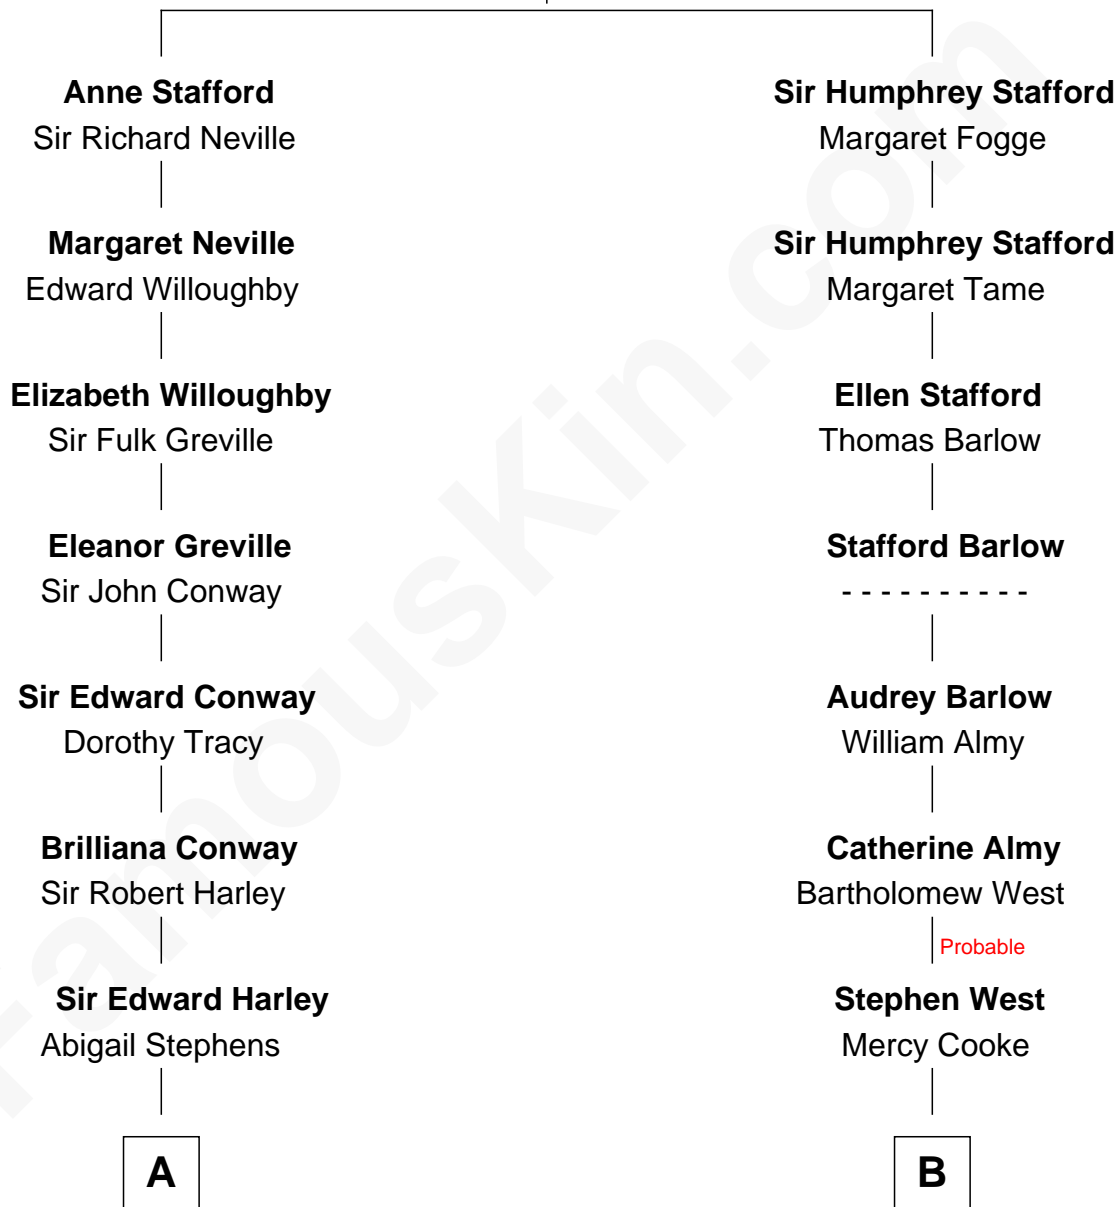 Anne Stafford
Sir Richard Neville
Margaret Neville
Edward Willoughby
Elizabeth Willoughby
Sir Fulk Greville
Eleanor Greville
Sir John Conway
Sir Edward Conway
Dorothy Tracy
Brilliana Conway
Sir Robert Harley
Sir Edward Harley
Abigail Stephens
A
Sir Humphrey Stafford
Margaret Fogge
Sir Humphrey Stafford
Margaret Tame
Ellen Stafford
Thomas Barlow
Stafford Barlow
- - - - - - - - - -
Audrey Barlow
William Almy
Catherine Almy
Bartholomew West
Probable
Stephen West
Mercy Cooke
B
FamousKin.com